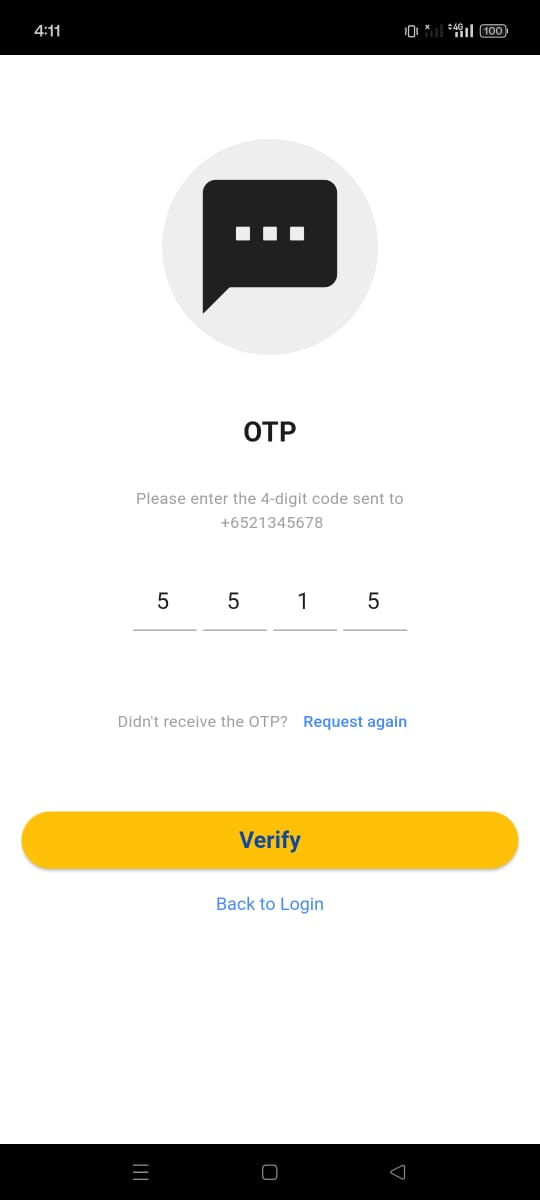 4:11
4G
100
OTP
Please enter the 4-digit code sent to
+6521345678
5 5 1 5
Didn't receive the OTP? Request again
Verify
Back to Login